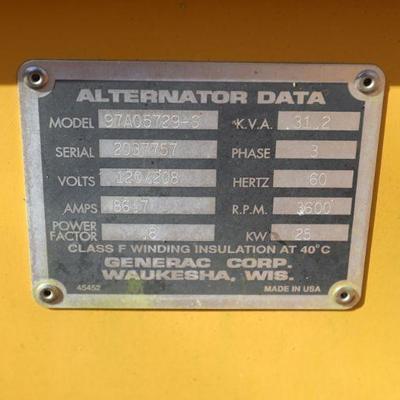 ALTERNATOR DATA
MODEL 97A05729-S K.V.A. 31.2
SERIAL 2037757 PHASE 3
VOLTS 120/208 HERTZ 60
AMPS 86.7 R.P.M. 3600
POWER FACTOR .8 KW 25
CLASS F WINDING INSULATION AT 40°C
GENERAC CORP.
WAUKESHA, WIS.
45452 MADE IN USA